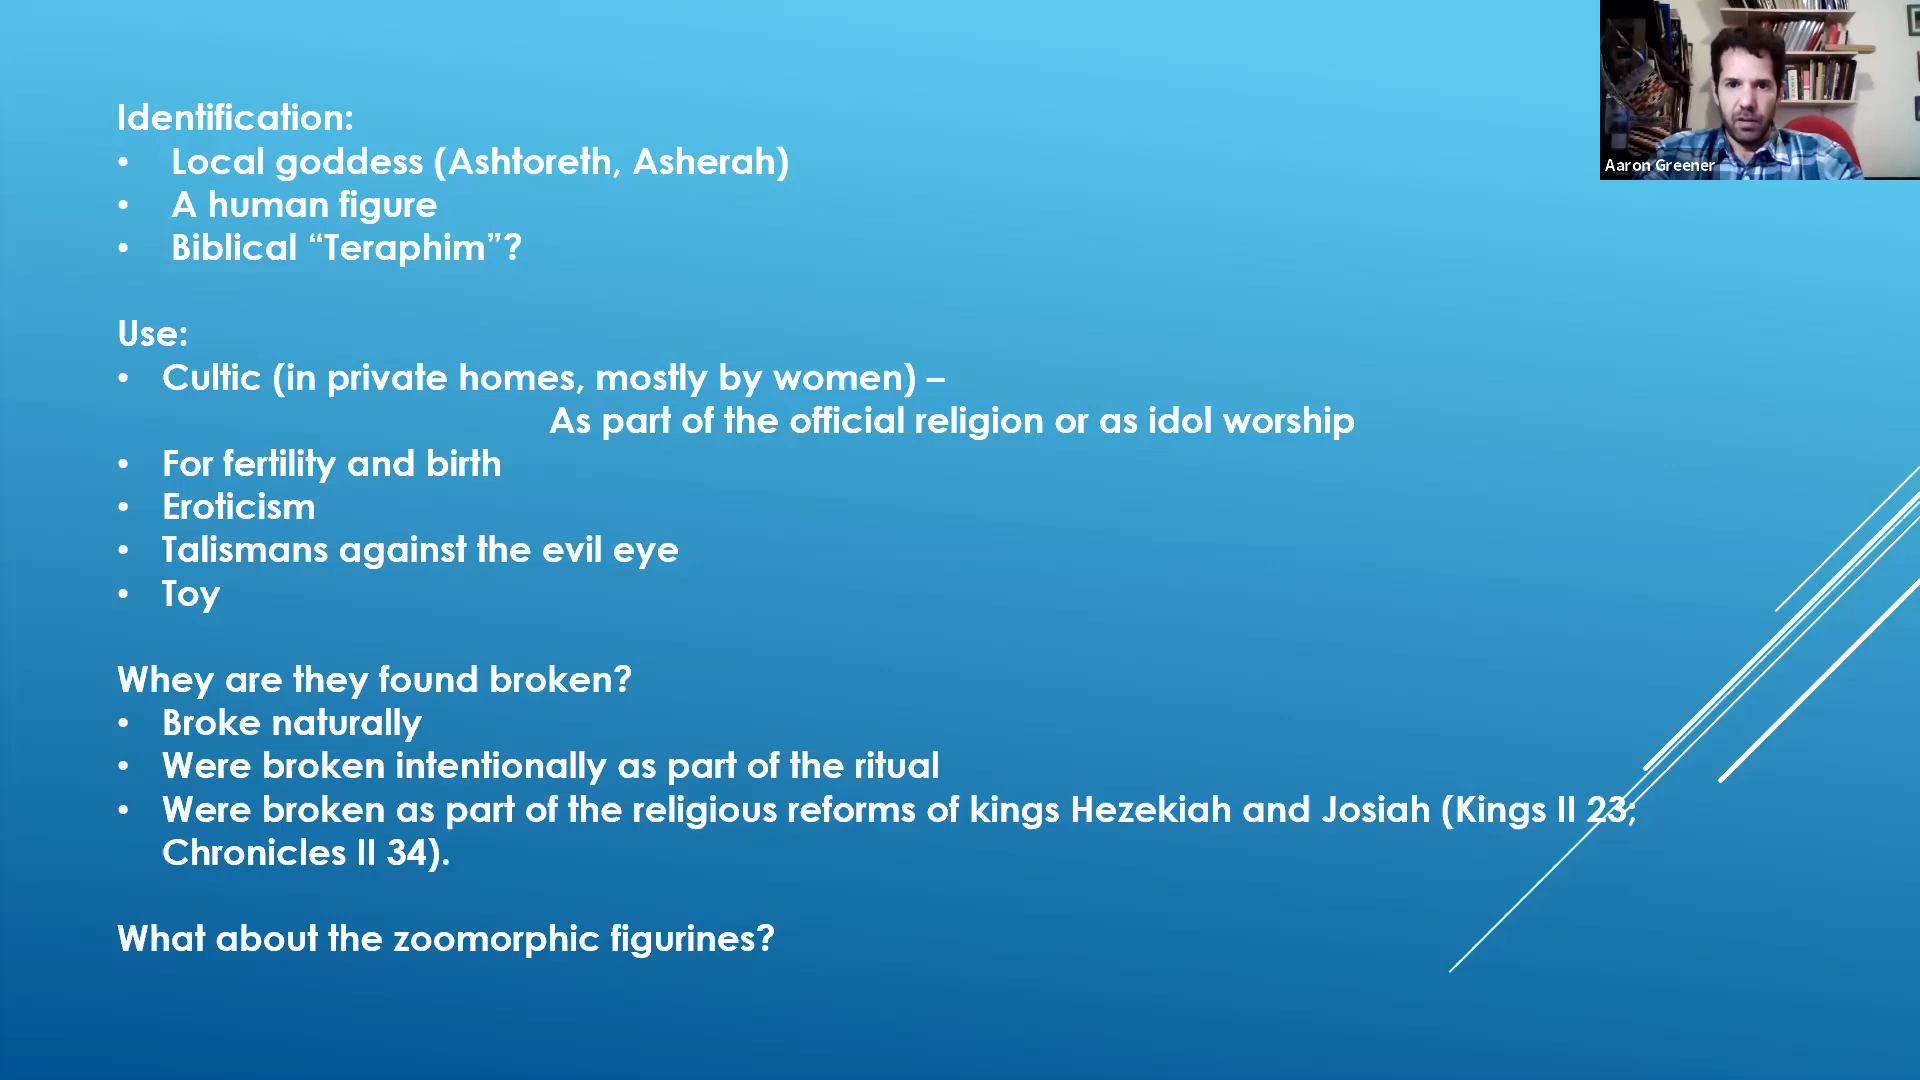 Identification:
• Local goddess (Ashtoreth, Asherah)
• A human figure
• Biblical “Teraphim”?
Use:
• Cultic (in private homes, mostly by women) –
As part of the official religion or as idol worship
• For fertility and birth
• Eroticism
• Talismans against the evil eye
• Toy
Whey are they found broken?
• Broke naturally
• Were broken intentionally as part of the ritual
• Were broken as part of the religious reforms of kings Hezekiah and Josiah (Kings II 23;
Chronicles II 34).
What about the zoomorphic figurines?
Aaron Greener